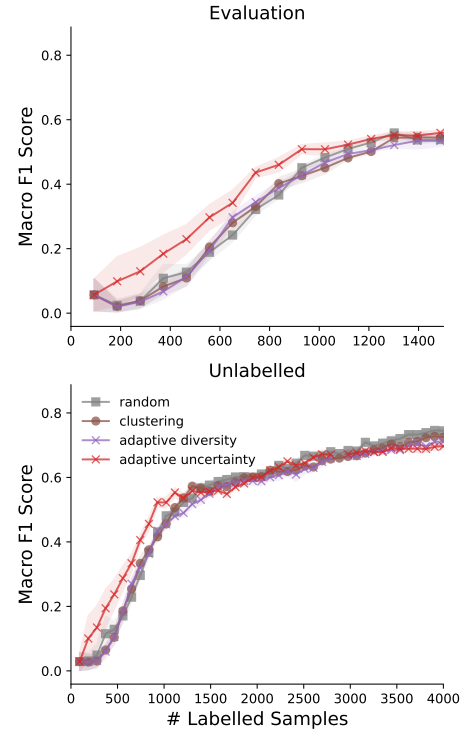 Evaluation
Macro F1 Score
0.8
0.6
0.4
0.2
0.0
0 200 400 600 800 1000 1200 1400
Unlabelled
Macro F1 Score
0.8
0.6
0.4
0.2
0.0
random
clustering
adaptive diversity
adaptive uncertainty
0 500 1000 1500 2000 2500 3000 3500 4000
# Labelled Samples